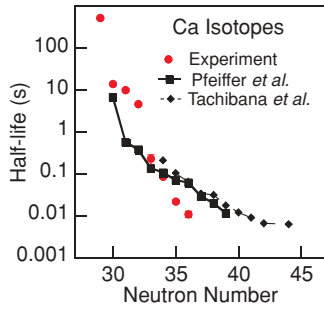 Ca Isotopes
Experiment
Pfeiffer et al.
Tachibana et al.
100
10
1
0.1
0.01
0.001
Half-life (s)
30 35 40 45
Neutron Number